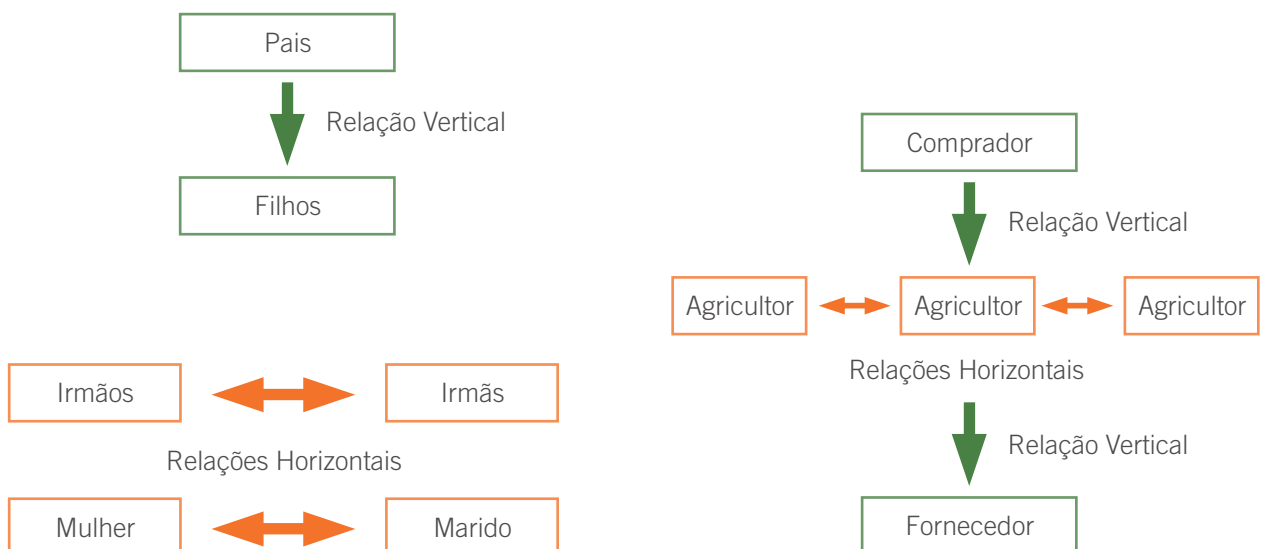 Pais
Relação Vertical
Filhos
Irmãos
Irmãs
Relações Horizontais
Mulher
Marido
Comprador
Relação Vertical
Agricultor
Agricultor
Agricultor
Relações Horizontais
Relação Vertical
Fornecedor